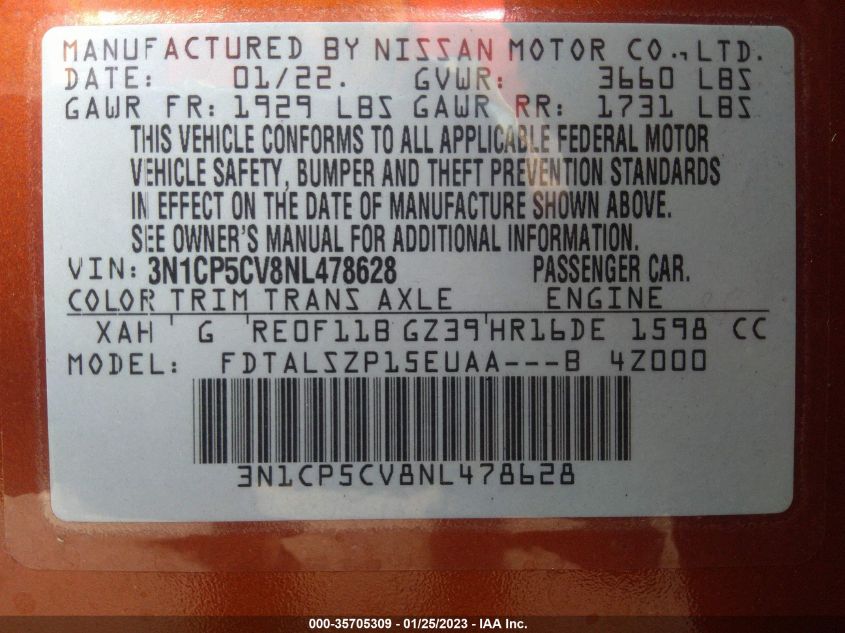 MANUFACTURED BY NISSAN MOTOR CO., LTD.
DATE: 01/22. GVWR: 3660 LBS
GAWR FR: 1929 LBS GAWR RR: 1731 LBS
THIS VEHICLE CONFORMS TO ALL APPLICABLE FEDERAL MOTOR
VEHICLE SAFETY, BUMPER AND THEFT PREVENTION STANDARDS
IN EFFECT ON THE DATE OF MANUFACTURE SHOWN ABOVE.
SEE OWNER'S MANUAL FOR ADDITIONAL INFORMATION.
VIN: 3N1CP5CV8NL478628 PASSENGER CAR.
COLOR TRIM TRANS AXLE ENGINE
XAH G RE0F11B GZ39 HR16DE 1598 CC
MODEL: FDTALSZP15EUAA---B 4Z000
3N1CP5CV8NL478628
000-35705309 - 01/25/2023 - IAA Inc.